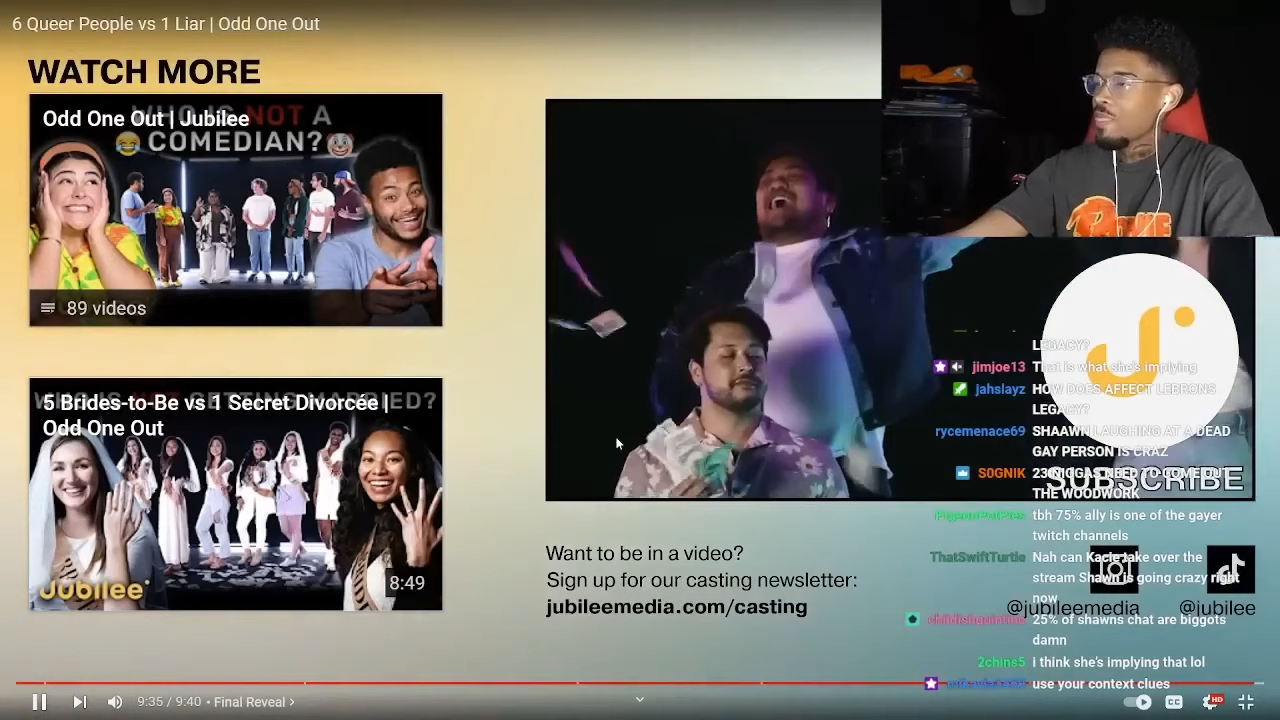 6 Queer People vs 1 Liar | Odd One Out
WATCH MORE
Odd One Out | Jubilee
WHO IS NOT A
COMEDIAN?
89 videos
5 Brides-to-Be vs 1 Secret Divorcée |
Odd One Out
Jubilee
8:49
LEGACY?
jimjoe13 That is what she's implying
jahslayz HOW DOES AFFECT LEBRONS
LEGACY?
rycemenace69 SHAAWN LAUGHING AT A DEAD
GAY PERSON IS CRAZ
S0GNIK
THE WOODWORK
SUBSCRIBE
tbh 75% ally is one of the gayer
twitch channels
ThatSwiftTurtle Nah can Kacie take over the
stream Shawn is going crazy right
now
25% of shawns chat are biggots
damn
2chins5 i think she's implying that lol
use your context clues
Want to be in a video?
Sign up for our casting newsletter:
jubileemedia.com/casting
@jubileemedia @jubilee
9:35 / 9:40 • Final Reveal >
CC
HD